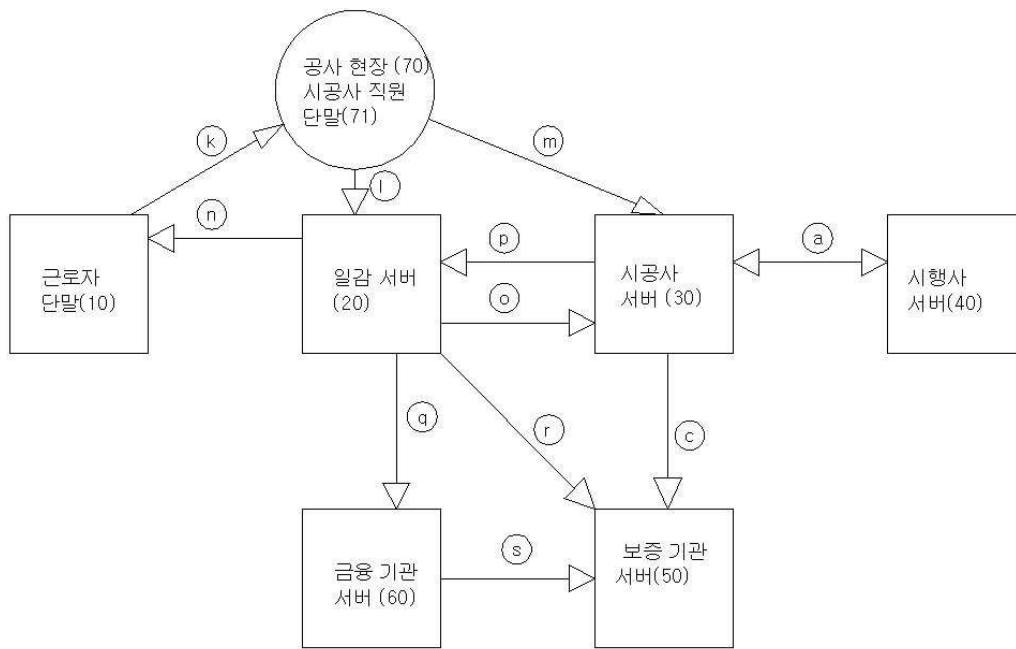 공사 현장 (70)
시공사 직원
단말(71)
k
m
l
n
p
a
근로자
단말(10)
일감 서버
(20)
o
시공사
서버 (30)
시행사
서버(40)
q
r
c
금융 기관
서버 (60)
s
보증 기관
서버(50)